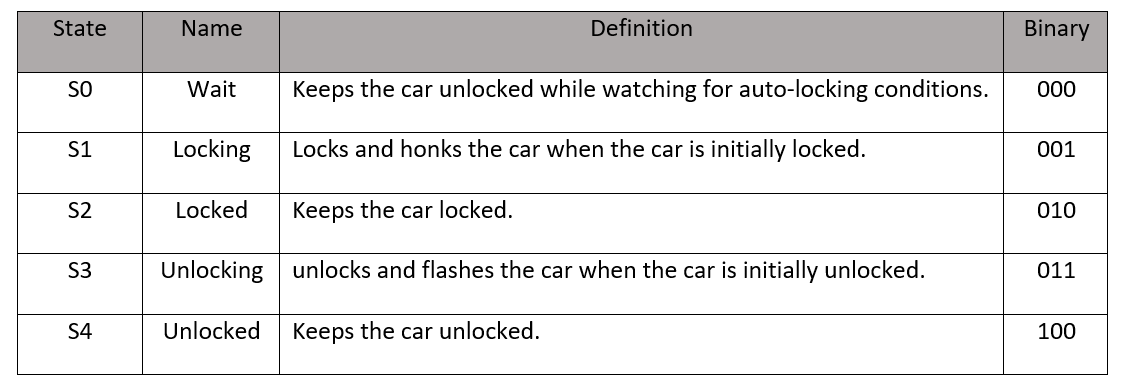 State Name Definition Binary
S0 Wait Keeps the car unlocked while watching for auto-locking conditions. 000
S1 Locking Locks and honks the car when the car is initially locked. 001
S2 Locked Keeps the car locked. 010
S3 Unlocking unlocks and flashes the car when the car is initially unlocked. 011
S4 Unlocked Keeps the car unlocked. 100